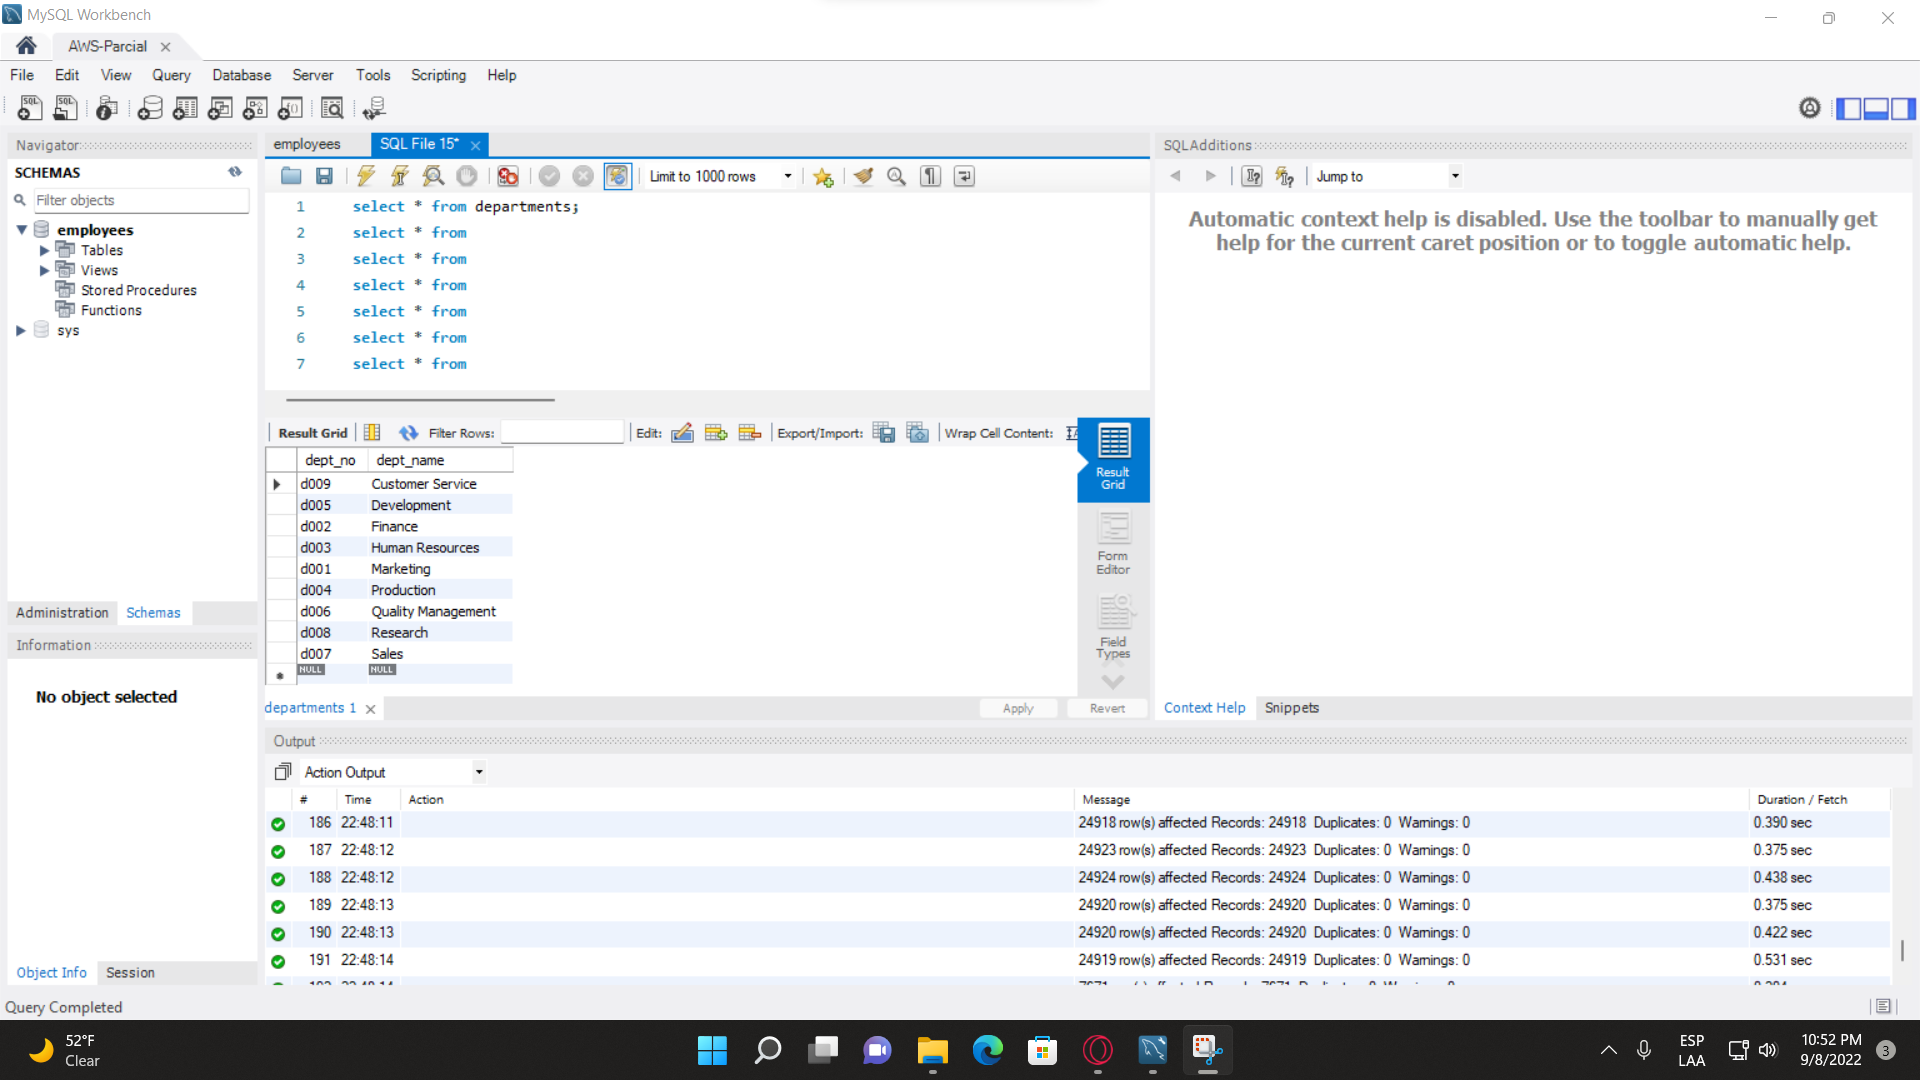 MySQL Workbench
AWS-Parcial
File Edit View Query Database Server Tools Scripting Help
Navigator
SCHEMAS
Filter objects
employees
Tables
Views
Stored Procedures
Functions
sys
Administration Schemas
Information
No object selected
Object Info Session
employees SQL File 15*
Limit to 1000 rows
1 select * from departments;
2 select * from
3 select * from
4 select * from
5 select * from
6 select * from
7 select * from
Result Grid Filter Rows: Edit: Export/Import: Wrap Cell Content:
dept_no dept_name
d009 Customer Service
d005 Development
d002 Finance
d003 Human Resources
d001 Marketing
d004 Production
d006 Quality Management
d008 Research
d007 Sales
NULL NULL
Result
Grid
Form
Editor
Field
Types
departments 1 Apply Revert
SQLAdditions
Jump to
Automatic context help is disabled. Use the toolbar to manually get
help for the current caret position or to toggle automatic help.
Context Help Snippets
Output
Action Output
# Time Action Message Duration / Fetch
186 22:48:11 24918 row(s) affected Records: 24918 Duplicates: 0 Warnings: 0 0.390 sec
187 22:48:12 24923 row(s) affected Records: 24923 Duplicates: 0 Warnings: 0 0.375 sec
188 22:48:12 24924 row(s) affected Records: 24924 Duplicates: 0 Warnings: 0 0.438 sec
189 22:48:13 24920 row(s) affected Records: 24920 Duplicates: 0 Warnings: 0 0.375 sec
190 22:48:13 24920 row(s) affected Records: 24920 Duplicates: 0 Warnings: 0 0.422 sec
191 22:48:14 24919 row(s) affected Records: 24919 Duplicates: 0 Warnings: 0 0.531 sec
Query Completed
52°F
Clear
ESP
LAA
10:52 PM
9/8/2022
3